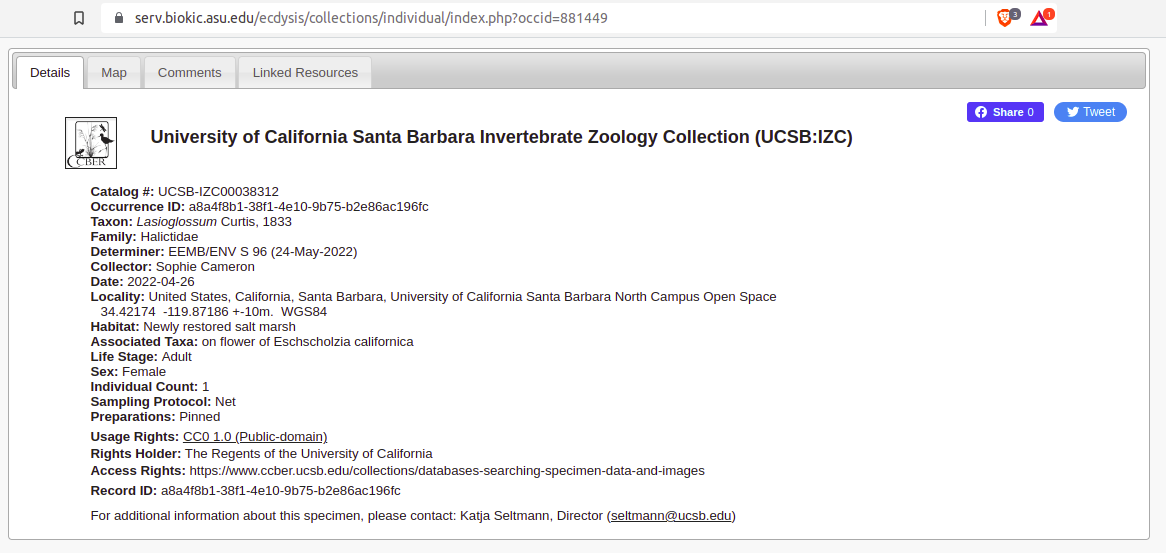 serv.biokic.asu.edu/ecdysis/collections/individual/index.php?occid=881449
3
1
Details Map Comments Linked Resources
Share 0 Tweet
CCBER
University of California Santa Barbara Invertebrate Zoology Collection (UCSB:IZC)
Catalog #: UCSB-IZC00038312
Occurrence ID: a8a4f8b1-38f1-4e10-9b75-b2e86ac196fc
Taxon: Lasioglossum Curtis, 1833
Family: Halictidae
Determiner: EEMB/ENV S 96 (24-May-2022)
Collector: Sophie Cameron
Date: 2022-04-26
Locality: United States, California, Santa Barbara, University of California Santa Barbara North Campus Open Space
34.42174 -119.87186 +-10m. WGS84
Habitat: Newly restored salt marsh
Associated Taxa: on flower of Eschscholzia californica
Life Stage: Adult
Sex: Female
Individual Count: 1
Sampling Protocol: Net
Preparations: Pinned
Usage Rights: CC0 1.0 (Public-domain)
Rights Holder: The Regents of the University of California
Access Rights: https://www.ccber.ucsb.edu/collections/databases-searching-specimen-data-and-images
Record ID: a8a4f8b1-38f1-4e10-9b75-b2e86ac196fc
For additional information about this specimen, please contact: Katja Seltmann, Director (seltmann@ucsb.edu)